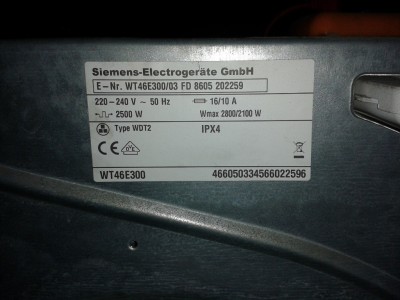 Siemens-Electrogeräte GmbH
E-Nr. WT46E300/03 FD 8605 202259
220-240 V ~ 50 Hz 16/10 A
2500 W Wmax 2800/2100 W
Type WDT2 IPX4
CE
WT46E300 466050334566022596